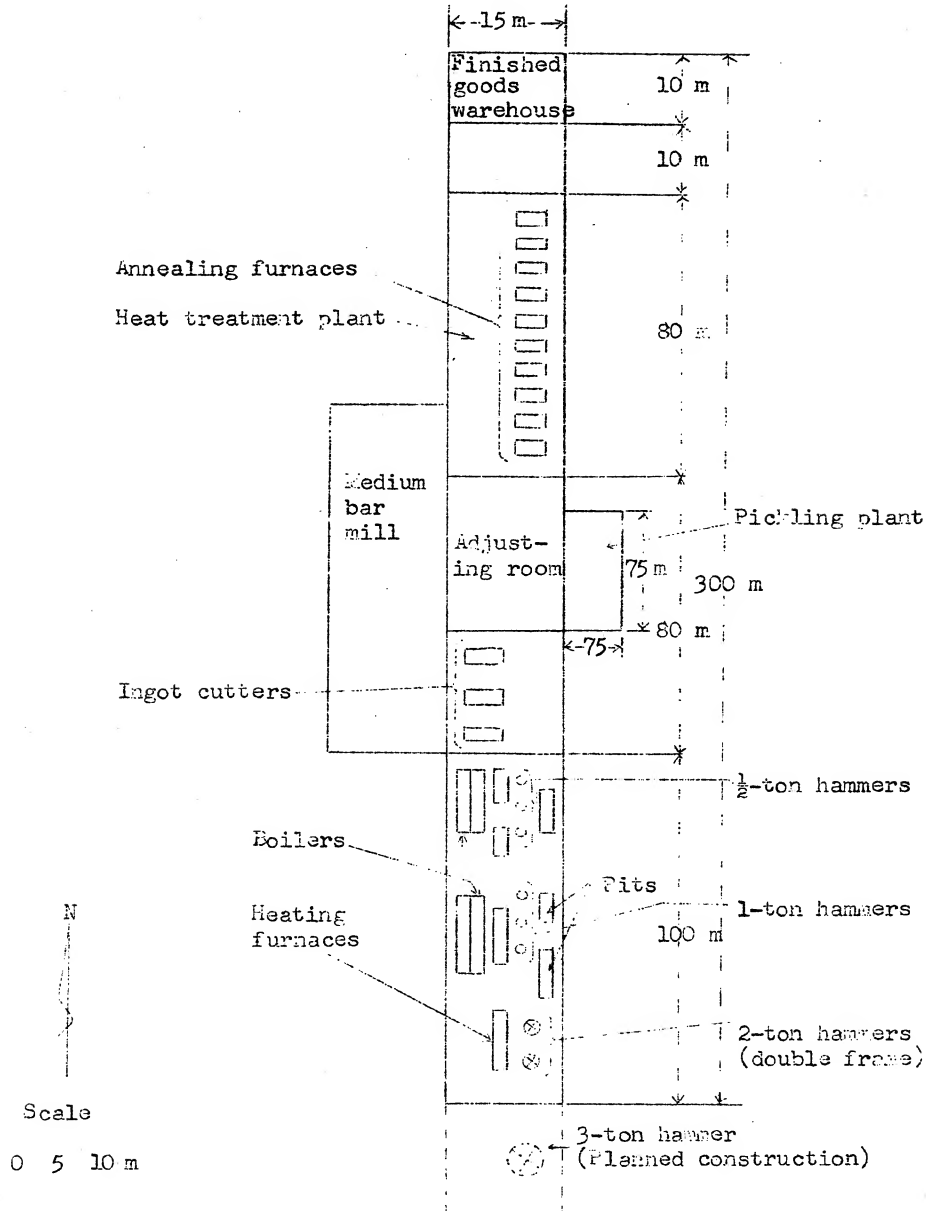 15 m
Finished
goods
warehouse
10 m
10 m
Annealing furnaces
Heat treatment plant
80 m
Medium
bar
mill
Pickling plant
Adjust-
ing room
75 m
300 m
80 m
75
Ingot cutters
½-ton hammers
Boilers
Pits
N
Heating
furnaces
1-ton hammers
100 m
2-ton hammers
(double frame)
Scale
3-ton hammer
(Planned construction)
0 5 10 m